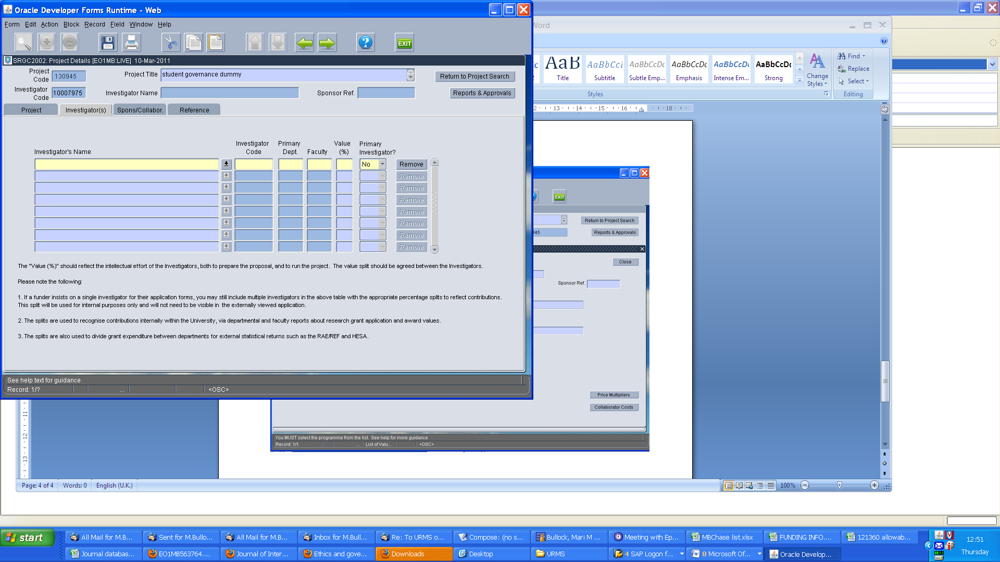 Oracle Developer Forms Runtime - Web
Form Edit Action Block Record Field Window Help
EXIT
SRGC2002: Project Details [EO1MB:LIVE] 10-Mar-2011
Project Code 130945 Project Title student governance dummy Return to Project Search
Investigator Code 10007975 Investigator Name Sponsor Ref. Reports & Approvals
Project Investigator(s) Spons/Collabor. Reference
Investigator's Name Investigator Code Primary Dept. Faculty Value (%) Primary Investigator?
No Remove
Remove
Remove
Remove
Remove
Remove
Remove
Remove
The "Value (%)" should reflect the intellectual effort of the Investigators, both to prepare the proposal, and to run the project. The value split should be agreed between the Investigators.
Please note the following:
1. If a funder insists on a single investigator for their application forms, you may still include multiple investigators in the above table with the appropriate percentage splits to reflect contributions.
This split will be used for internal purposes only and will not need to be visible in the externally viewed application.
2. The splits are used to recognise contributions internally within the University, via departmental and faculty reports about research grant application and award values.
3. The splits are also used to divide grant expenditure between departments for external statistical returns such as the RAE/REF and HESA.
See help text for guidance
Record: 1/? ... <OSC>
Word
AaB AaBbCcI AaBbCcDc AaBbCcDc AaBbCcDc AaBbCcDc
Title Subtitle Subtle Emp... Emphasis Intense Em... Strong
Change Styles
Find
Replace
Select
Styles Editing
13 14 15 16 18
EXIT
Return to Project Search
345 Reports & Approvals
Close
Sponsor Ref.
Price Multipliers
Collaborator Costs
You MUST select the programme from the list. See help for more guidance
Record: 1/1 ... List of Valu... <OSC>
11
12
13
Page: 4 of 4 Words: 0 English (U.K.) 100%
start All Mail for M.B... Sent for M.Bullo... All Mail for M.B... Inbox for M.Bull... Re: To URMS o... Compose: (no s... Bullock, Mari M ... Meeting with Ep... MBChase list.xlsx FUNDING INFO.... 121360 allowab...
Journal databas... EO1MB563764.... Journal of Inter... Ethics and gove... Downloads Desktop URMS 4 SAP Logon f... 8 Microsoft Of... Oracle Develop...
12:51
Thursday